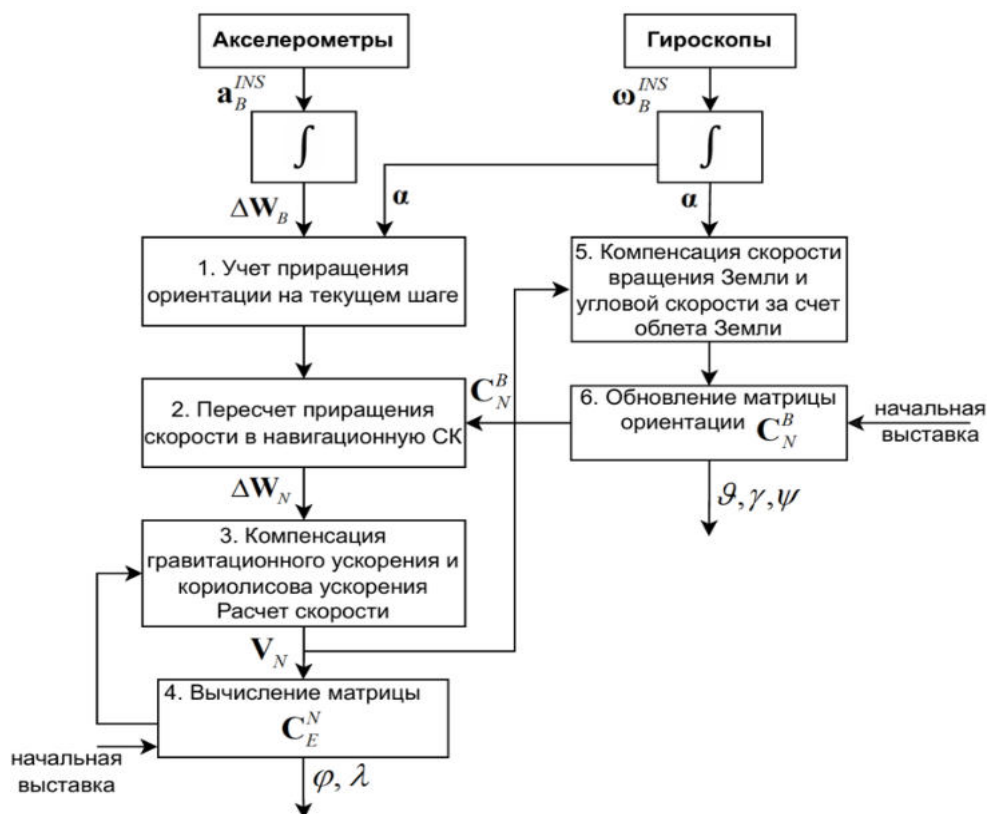 Акселерометры
Гироскопы
a_B^{INS}
ω_B^{INS}
∫
∫
ΔW_B
α
α
1. Учет приращения
ориентации на текущем шаге
5. Компенсация скорости
вращения Земли и
угловой скорости за счет
облета Земли
2. Пересчет приращения
скорости в навигационную СК
C_N^B
6. Обновление матрицы
ориентации C_N^B
начальная
выставка
ΔW_N
ϑ, γ, ψ
3. Компенсация
гравитационного ускорения и
кориолисова ускорения
Расчет скорости
V_N
4. Вычисление матрицы
C_E^N
начальная
выставка
φ, λ